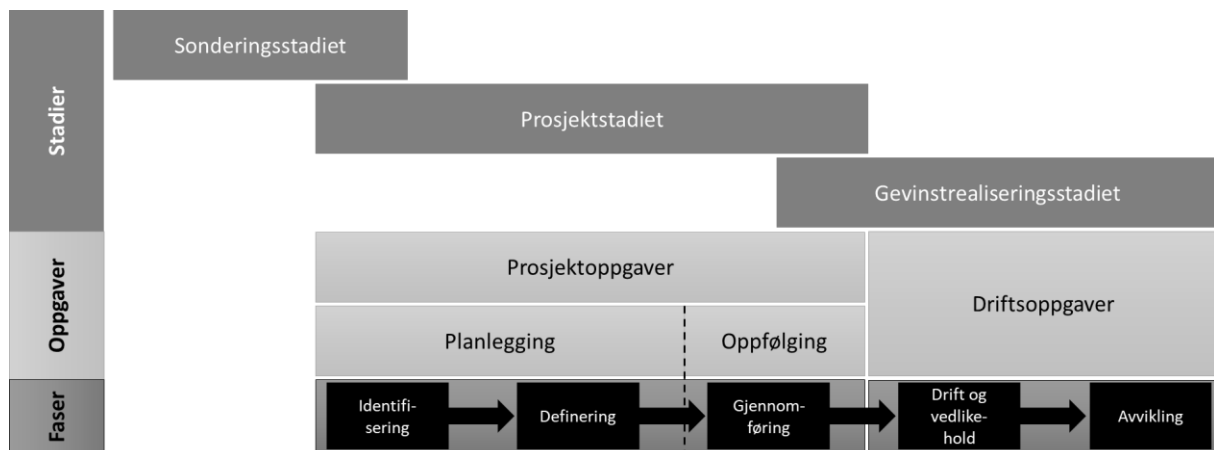 Stadier
Sonderingsstadiet
Prosjektstadiet
Gevinstrealiseringsstadiet
Oppgaver
Prosjektoppgaver
Driftsoppgaver
Planlegging
Oppfølging
Faser
Identifi-
sering
Definering
Gjennom-
føring
Drift og
vedlike-
hold
Avvikling